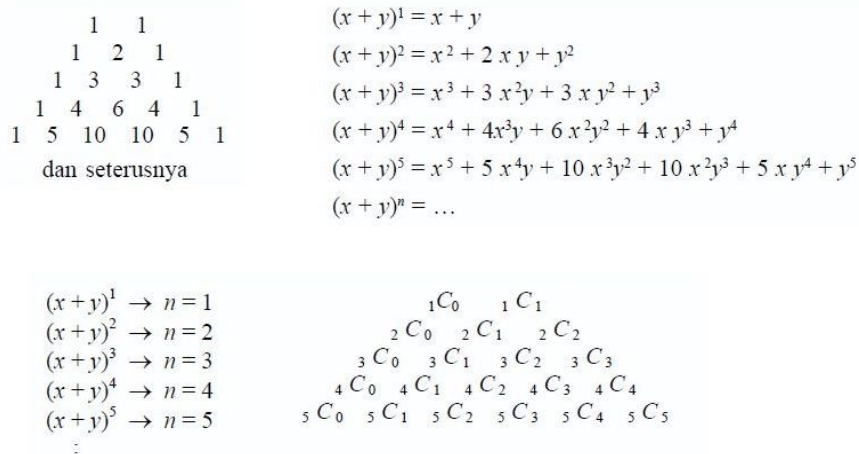 1 1
1 2 1
1 3 3 1
1 4 6 4 1
1 5 10 10 5 1
dan seterusnya
(x + y)¹ = x + y
(x + y)² = x² + 2 x y + y²
(x + y)³ = x³ + 3 x²y + 3 x y² + y³
(x + y)⁴ = x⁴ + 4x³y + 6 x²y² + 4 x y³ + y⁴
(x + y)⁵ = x⁵ + 5 x⁴y + 10 x³y² + 10 x²y³ + 5 x y⁴ + y⁵
(x + y)ⁿ = …
(x + y)¹ → n = 1
(x + y)² → n = 2
(x + y)³ → n = 3
(x + y)⁴ → n = 4
(x + y)⁵ → n = 5
⋮
₁C₀ ₁C₁
₂C₀ ₂C₁ ₂C₂
₃C₀ ₃C₁ ₃C₂ ₃C₃
₄C₀ ₄C₁ ₄C₂ ₄C₃ ₄C₄
₅C₀ ₅C₁ ₅C₂ ₅C₃ ₅C₄ ₅C₅